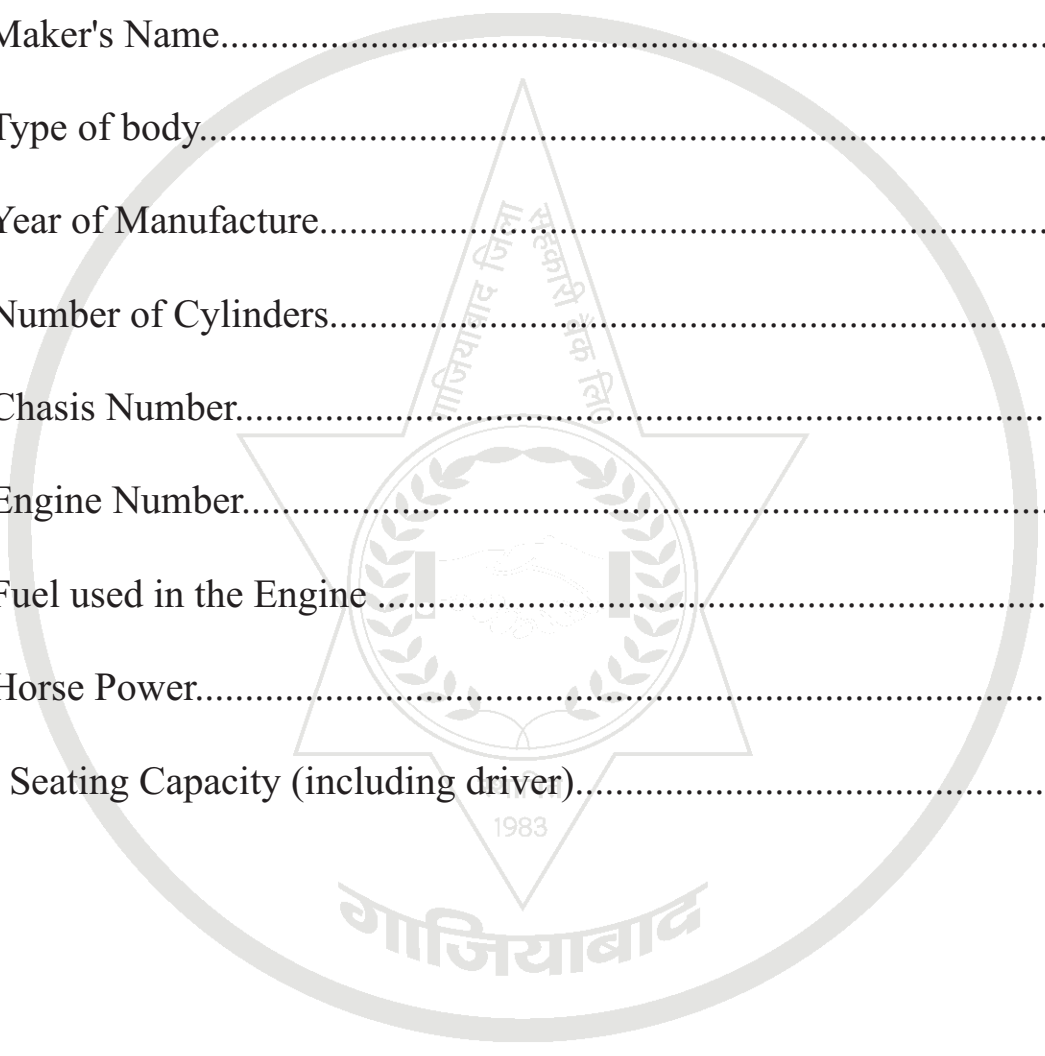 Maker's Name................................................................................
Type of body..................................................................................
Year of Manufacture......................................................................
Number of Cylinders.....................................................................
Chasis Number..............................................................................
Engine Number..............................................................................
Fuel used in the Engine .................................................................
Horse Power..................................................................................
Seating Capacity (including driver)..............................................
गाजियाबाद जिला
सहकारी बैंक लि०
1983
गाजियाबाद